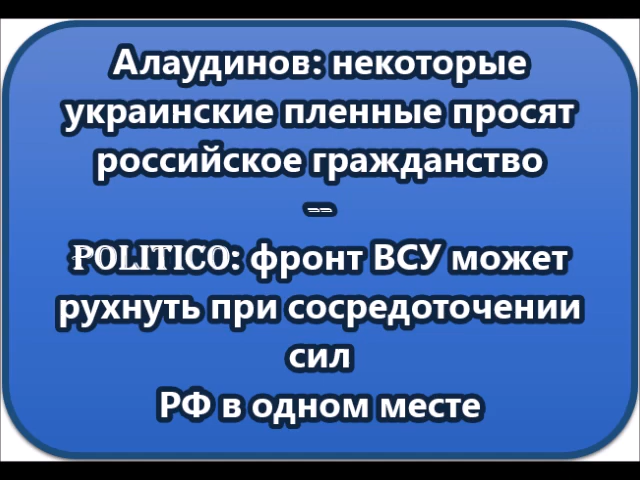 Алаудинов: некоторые
украинские пленные просят
российское гражданство
--
POLITICO: фронт ВСУ может
рухнуть при сосредоточении
сил
РФ в одном месте